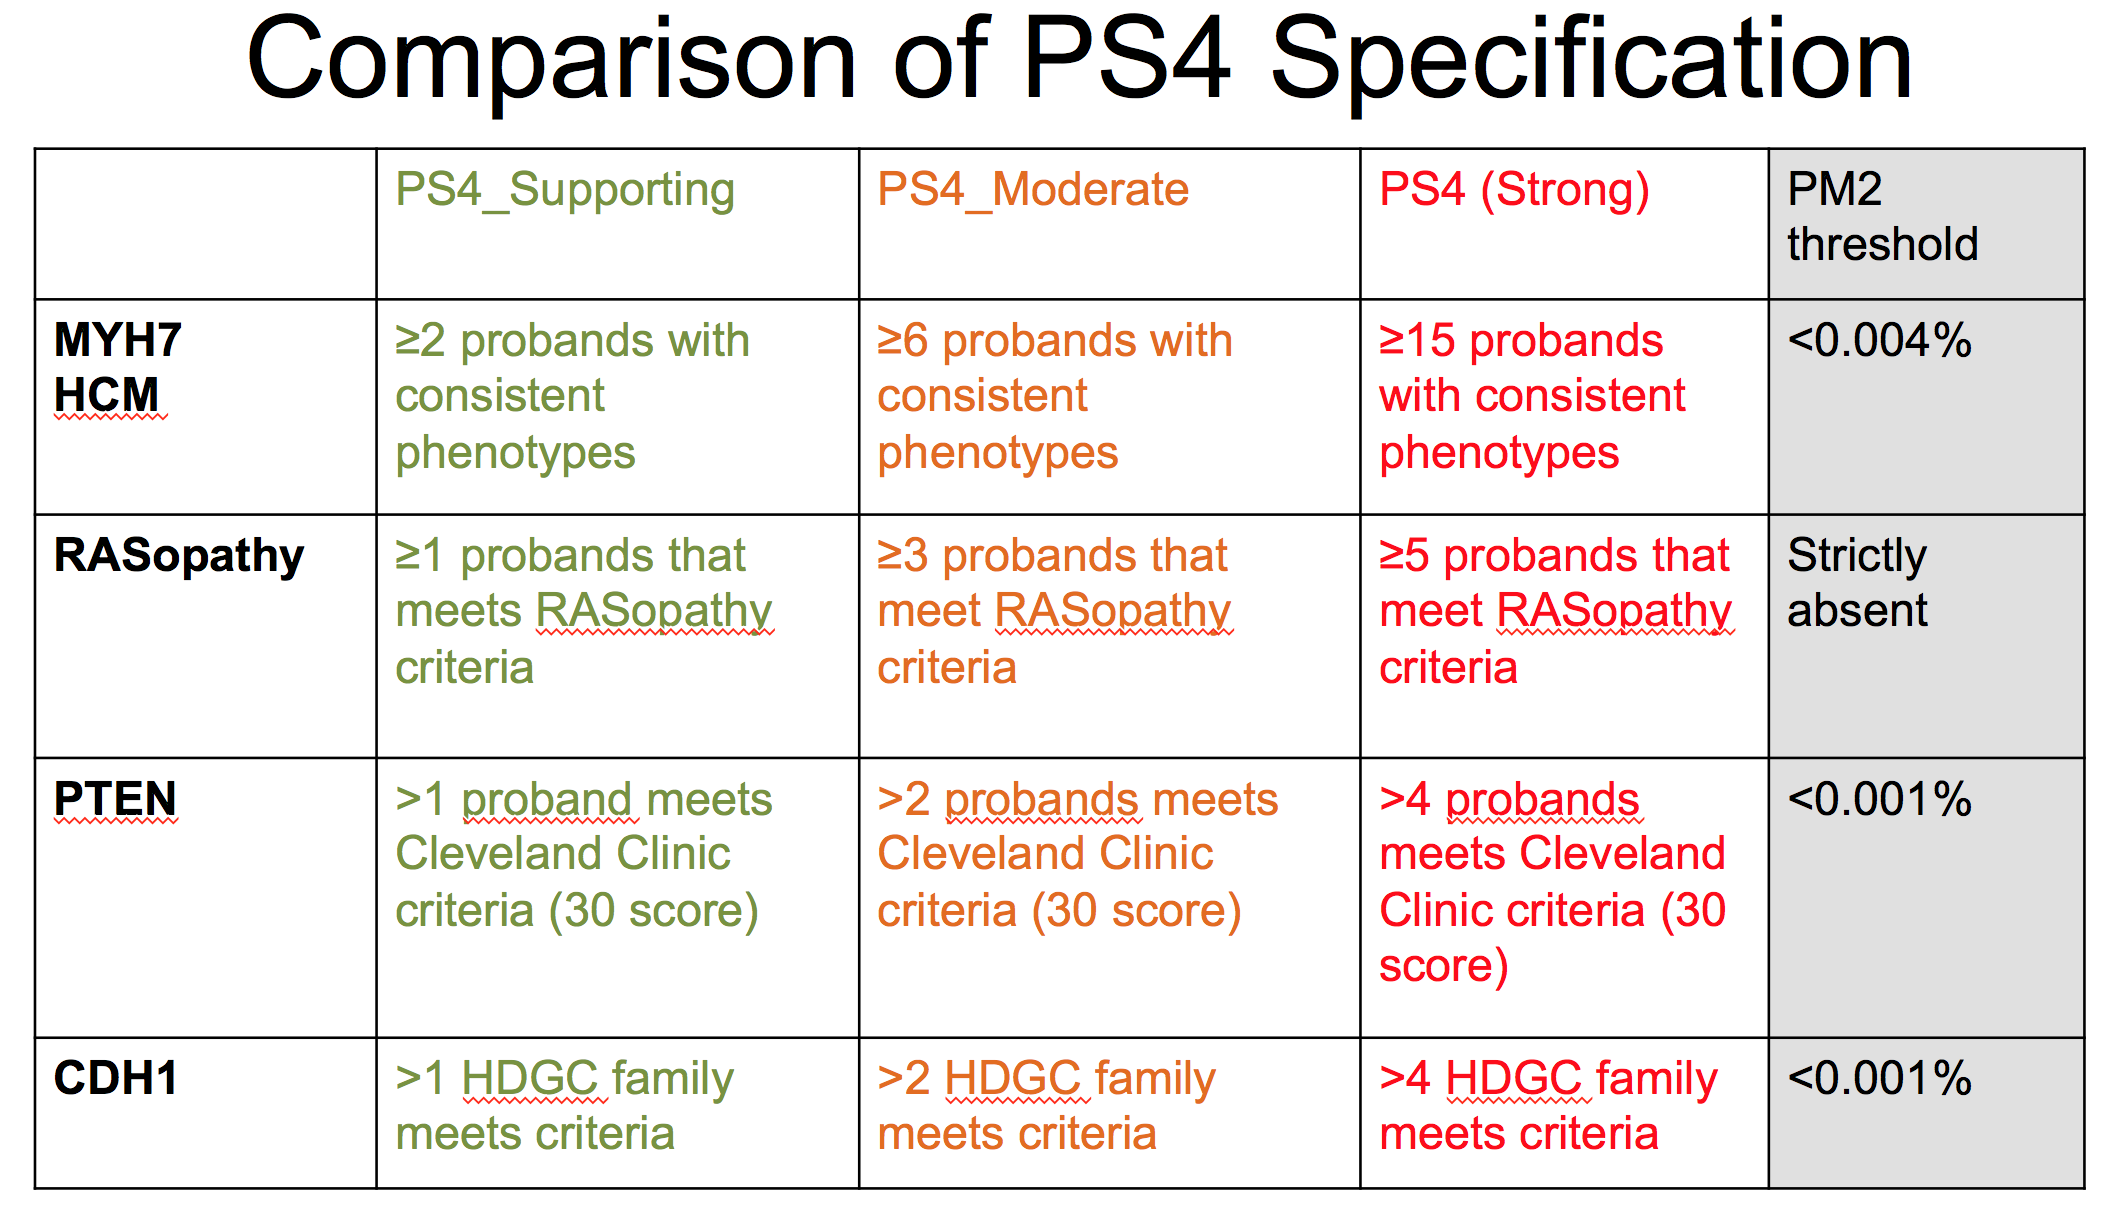 Comparison of PS4 Specification
PS4_Supporting
PS4_Moderate
PS4 (Strong)
PM2
threshold
MYH7
HCM
≥2 probands with
consistent
phenotypes
≥6 probands with
consistent
phenotypes
≥15 probands
with consistent
phenotypes
<0.004%
RASopathy
≥1 probands that
meets RASopathy
criteria
≥3 probands that
meet RASopathy
criteria
≥5 probands that
meet RASopathy
criteria
Strictly
absent
PTEN
>1 proband meets
Cleveland Clinic
criteria (30 score)
>2 probands meets
Cleveland Clinic
criteria (30 score)
>4 probands
meets Cleveland
Clinic criteria (30
score)
<0.001%
CDH1
>1 HDGC family
meets criteria
>2 HDGC family
meets criteria
>4 HDGC family
meets criteria
<0.001%